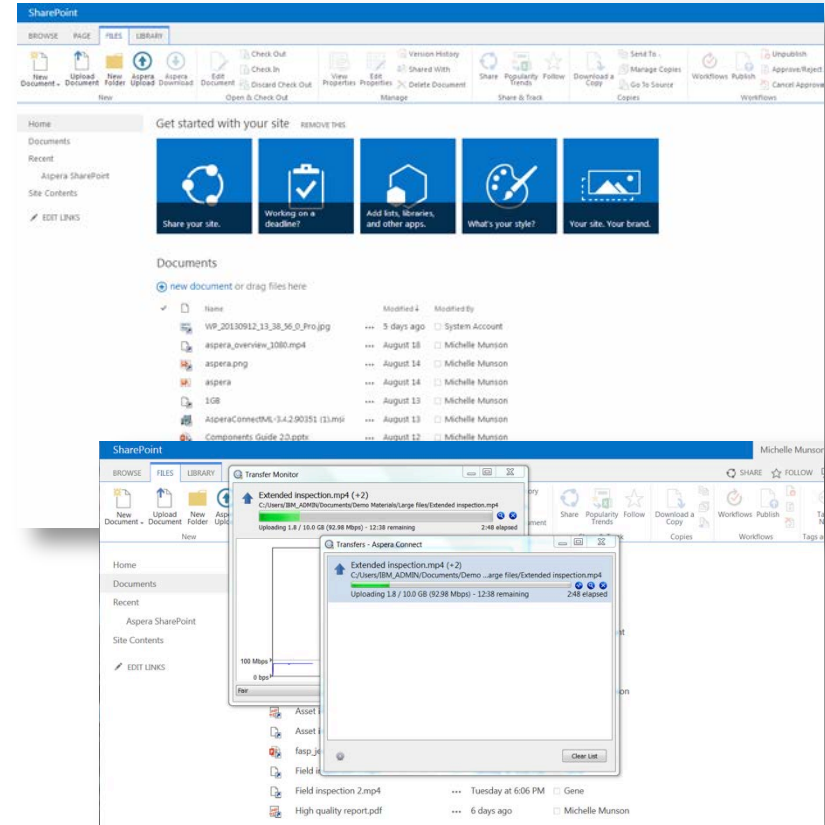 SharePoint
BROWSE PAGE FILES LIBRARY
New Document Upload Document New Folder Aspera Upload Aspera Download
New
Edit Document Check Out Check In Discard Check Out
Open & Check Out
View Properties Edit Properties Version History Shared With Delete Document
Manage
Share Popularity Trends Follow
Share & Track
Download a Copy Send To Manage Copies Go To Source
Copies
Workflows Publish Unpublish Approve/Reject Cancel Approval
Workflows
Home
Documents
Recent
Aspera SharePoint
Site Contents
EDIT LINKS
Get started with your site REMOVE THIS
Share your site.
Working on a deadline?
Add lists, libraries, and other apps.
What's your style?
Your site. Your brand.
Documents
new document or drag files here
Name Modified Modified By
WP_20130912_13_38_56_0_Pro.jpg ... 5 days ago System Account
aspera_overview_1080.mp4 ... August 18 Michelle Munson
aspera.png ... August 14 Michelle Munson
aspera ... August 14 Michelle Munson
1GB ... August 13 Michelle Munson
AsperaConnectML-3.4.2.90351 (1).msi ... August 13 Michelle Munson
Components Guide 2.0.pptx ... August 12 Michelle Munson
SharePoint Michelle Munson
BROWSE FILES LIBRARY SHARE FOLLOW
New Document Upload Document New Folder
New
Share Popularity Trends Follow
Download a Copy
Copies
Workflows Publish
Workflows
Tags a
Home
Documents
Recent
Aspera SharePoint
Site Contents
EDIT LINKS
Transfer Monitor
Extended inspection.mp4 (+2)
C:/Users/IBM_ADMIN/Documents/Demo Materials/Large files/Extended inspection.mp4
Uploading 1.8 / 10.0 GB (92.98 Mbps) - 12:38 remaining 2:48 elapsed
100 Mbps
0 bps
Fair
Transfers - Aspera Connect
Extended inspection.mp4 (+2)
C:/Users/IBM_ADMIN/Documents/Demo ...arge files/Extended inspection.mp4
Uploading 1.8 / 10.0 GB (92.98 Mbps) - 12:38 remaining 2:48 elapsed
Clear List
Asset i
Asset i
fasp_je
Field i
Field inspection 2.mp4 ... Tuesday at 6:06 PM Gene
High quality report.pdf ... 6 days ago Michelle Munson